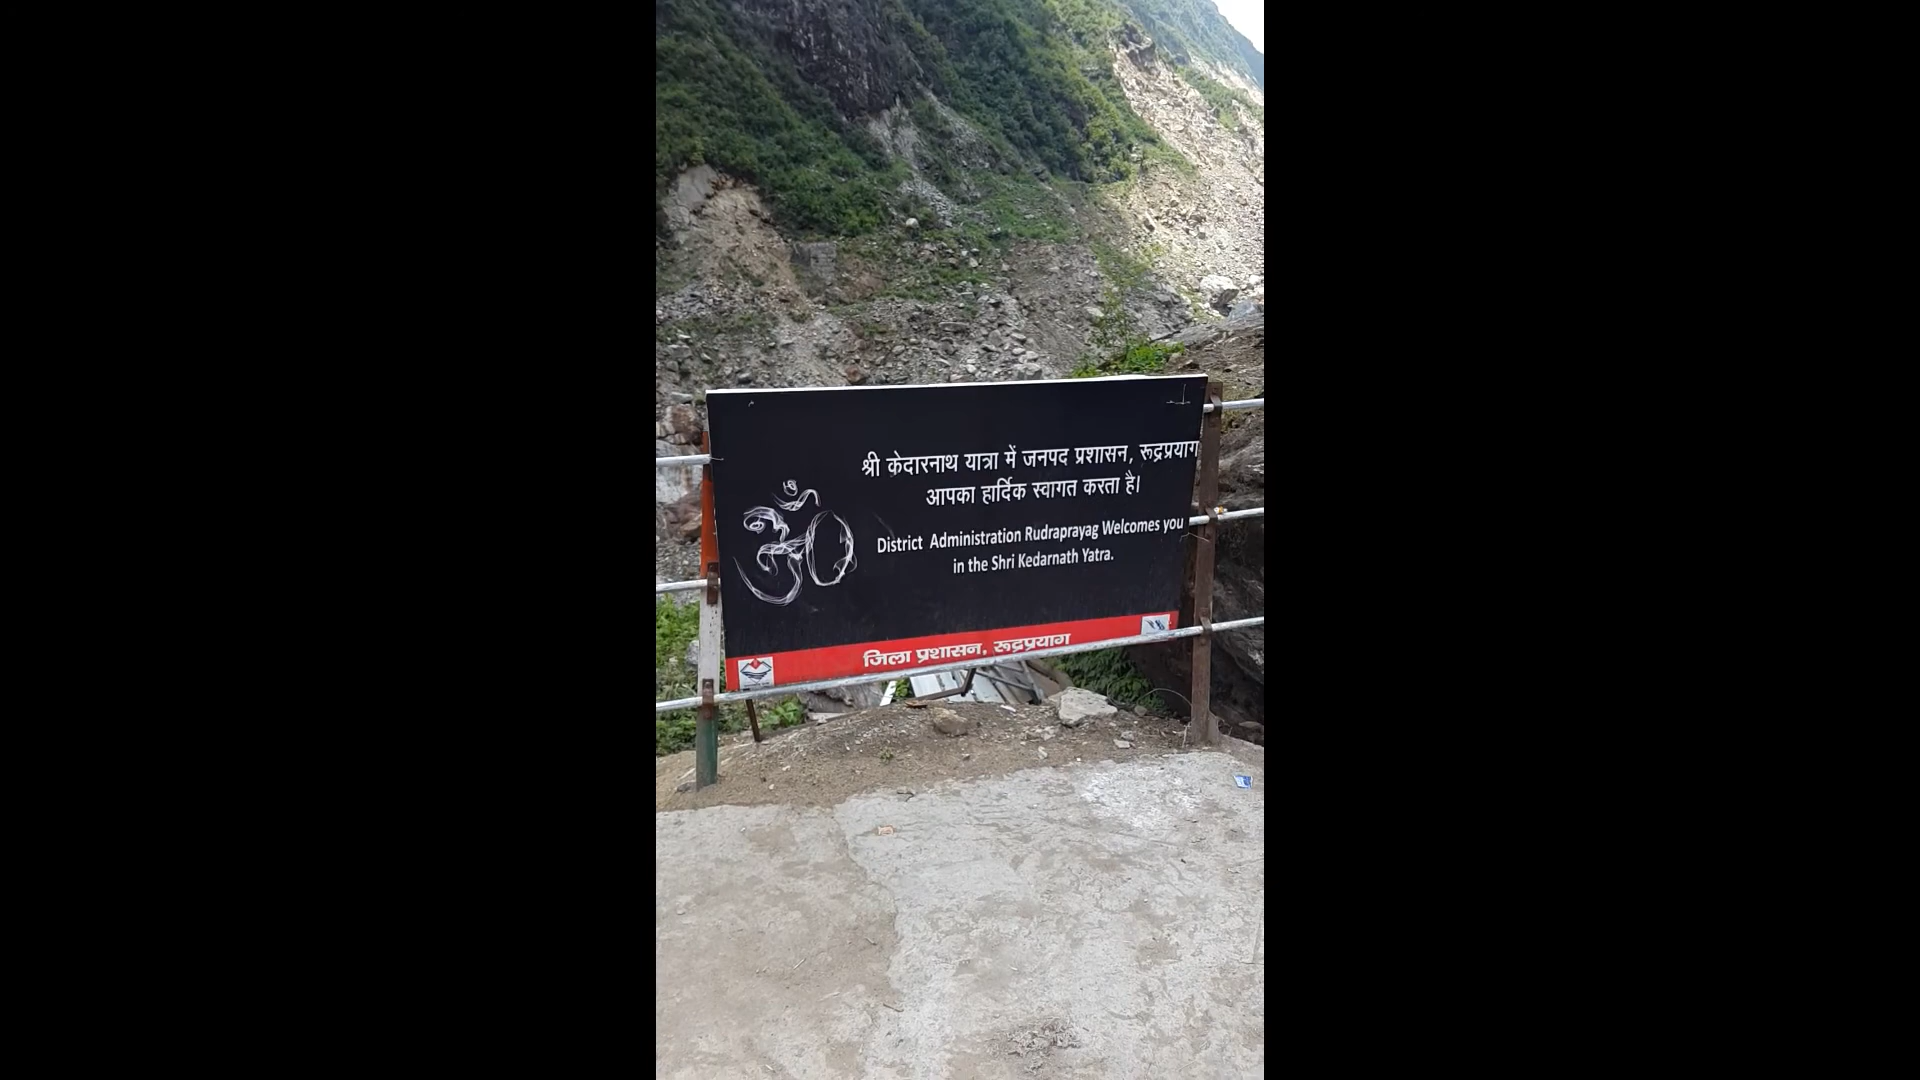 श्री केदारनाथ यात्रा में जनपद प्रशासन, रूद्रप्रयाग
आपका हार्दिक स्वागत करता है।
ॐ
District Administration Rudraprayag Welcomes you
in the Shri Kedarnath Yatra.
जिला प्रशासन, रूद्रप्रयाग